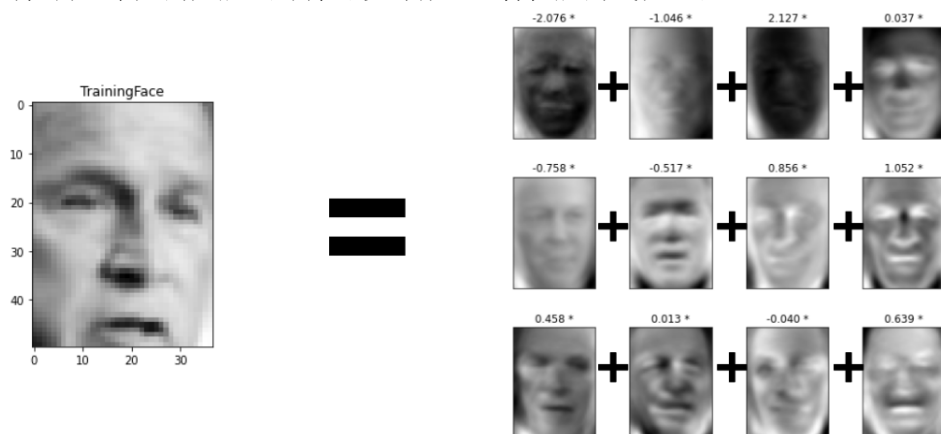 TrainingFace
0
10
20
30
40
0 10 20 30
=
-2.076 * + -1.046 * + 2.127 * + 0.037 *
-0.758 * + -0.517 * + 0.856 * + 1.052 *
0.458 * + 0.013 * + -0.040 * + 0.639 *